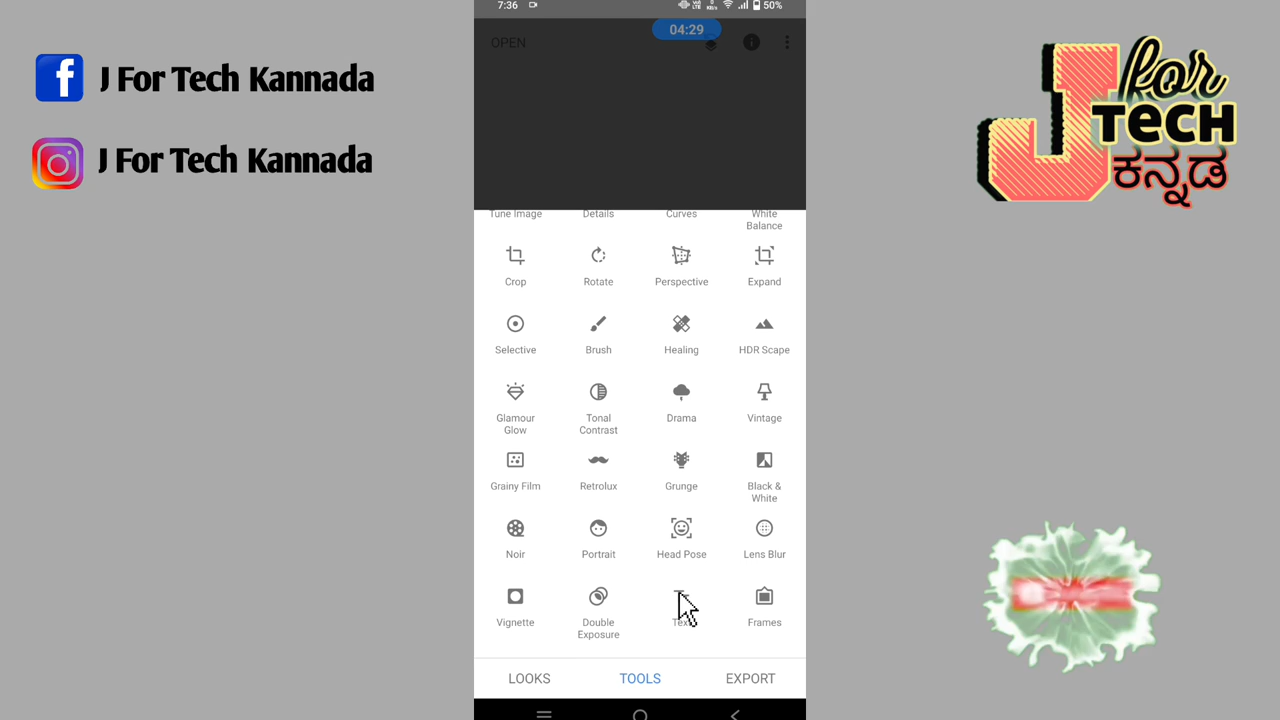 7:36
50%
04:29
OPEN
J For Tech Kannada
J For Tech Kannada
J for
TECH
ಕನ್ನಡ
Tune Image Details Curves White Balance
Crop Rotate Perspective Expand
Selective Brush Healing HDR Scape
Glamour Glow Tonal Contrast Drama Vintage
Grainy Film Retrolux Grunge Black & White
Noir Portrait Head Pose Lens Blur
Vignette Double Exposure Text Frames
LOOKS TOOLS EXPORT